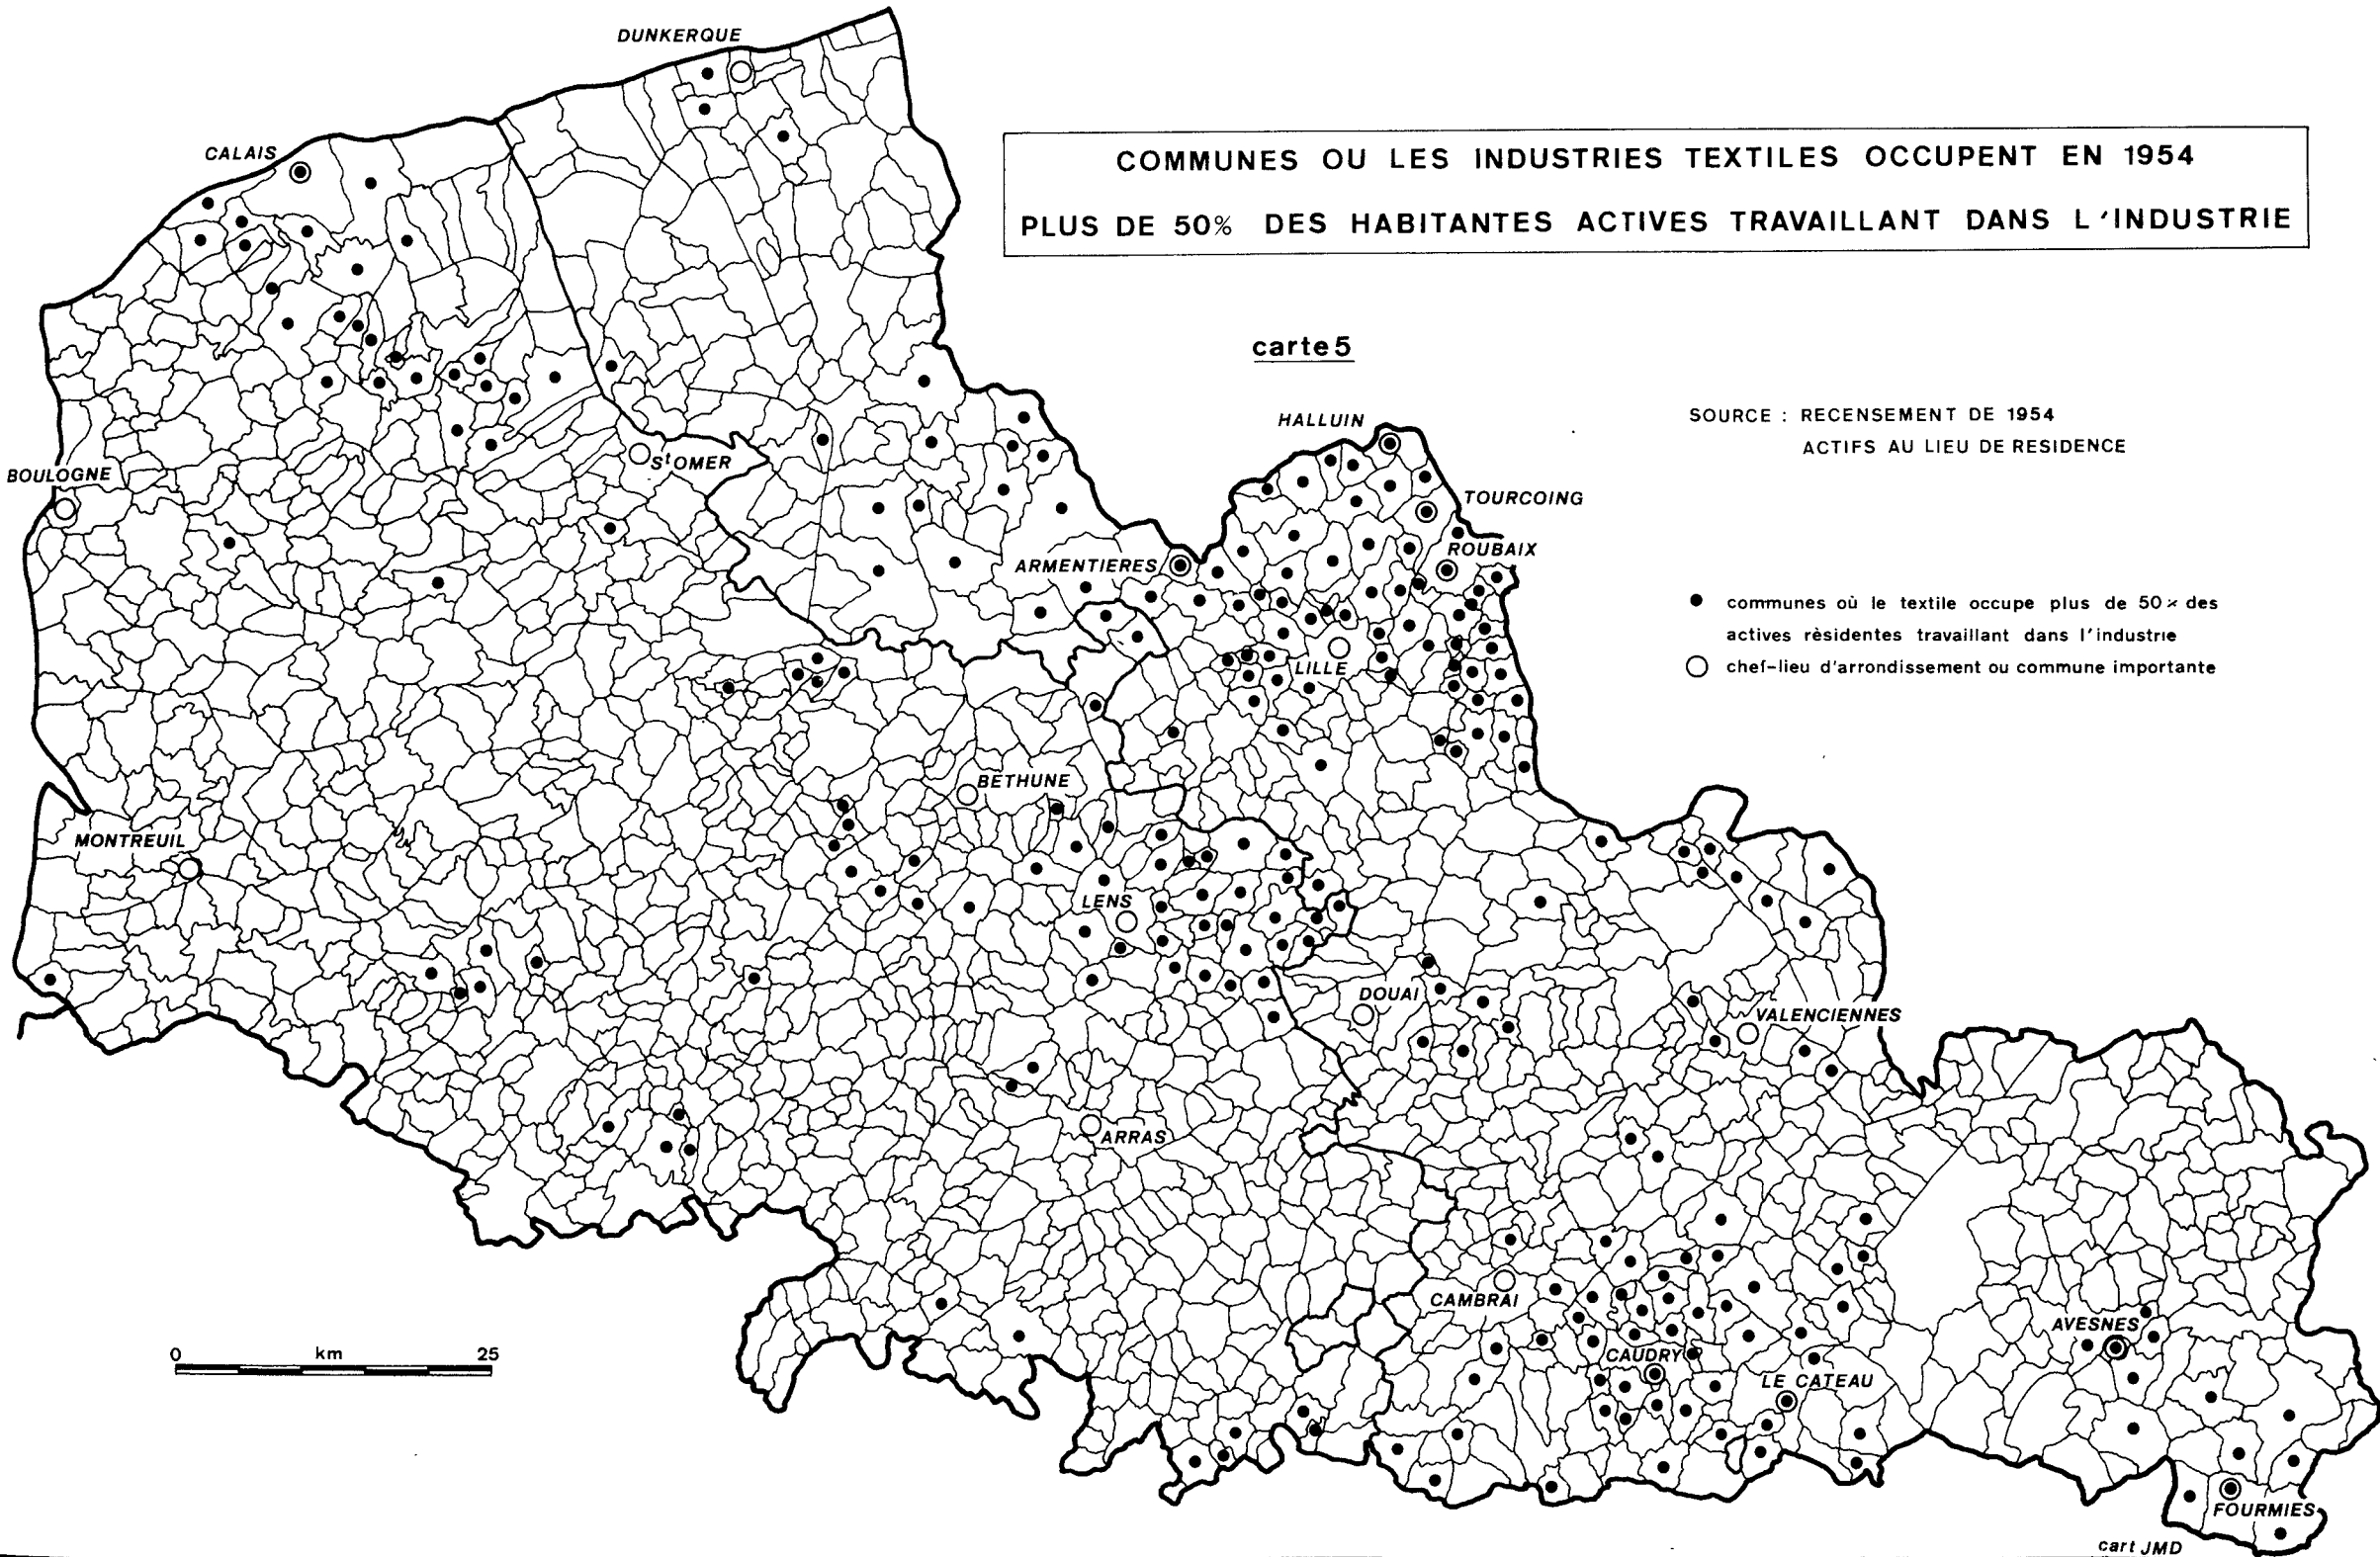 DUNKERQUE
CALAIS
COMMUNES OU LES INDUSTRIES TEXTILES OCCUPENT EN 1954
PLUS DE 50% DES HABITANTES ACTIVES TRAVAILLANT DANS L'INDUSTRIE
carte 5
SOURCE : RECENSEMENT DE 1954
ACTIFS AU LIEU DE RESIDENCE
HALLUIN
BOULOGNE
St OMER
TOURCOING
ARMENTIERES
ROUBAIX
communes où le textile occupe plus de 50% des
actives rèsidentes travaillant dans l'industrie
LILLE
chef-lieu d'arrondissement ou commune importante
BETHUNE
MONTREUIL
LENS
DOUAI
VALENCIENNES
ARRAS
CAMBRAI
AVESNES
0 km 25
CAUDRY
LE CATEAU
FOURMIES
cart JMD